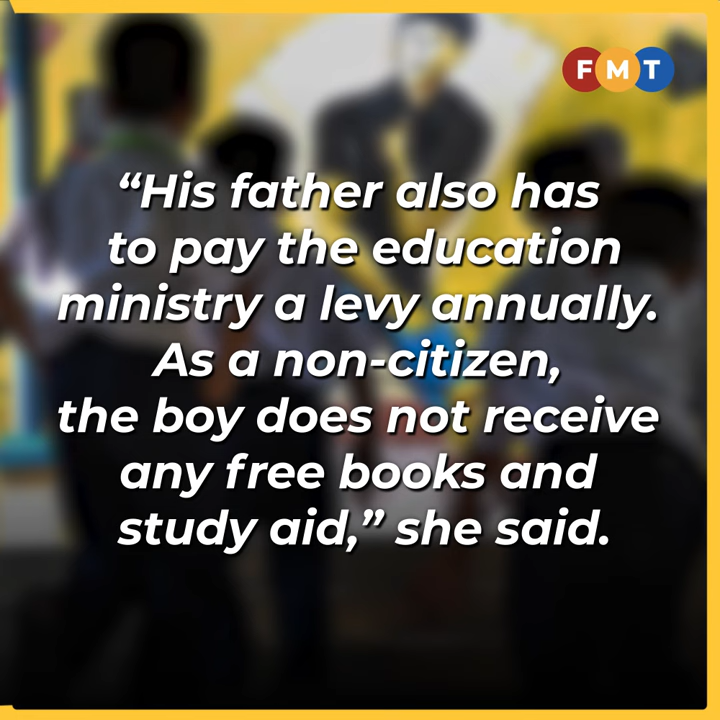 FMT
“His father also has
to pay the education
ministry a levy annually.
As a non-citizen,
the boy does not receive
any free books and
study aid,” she said.